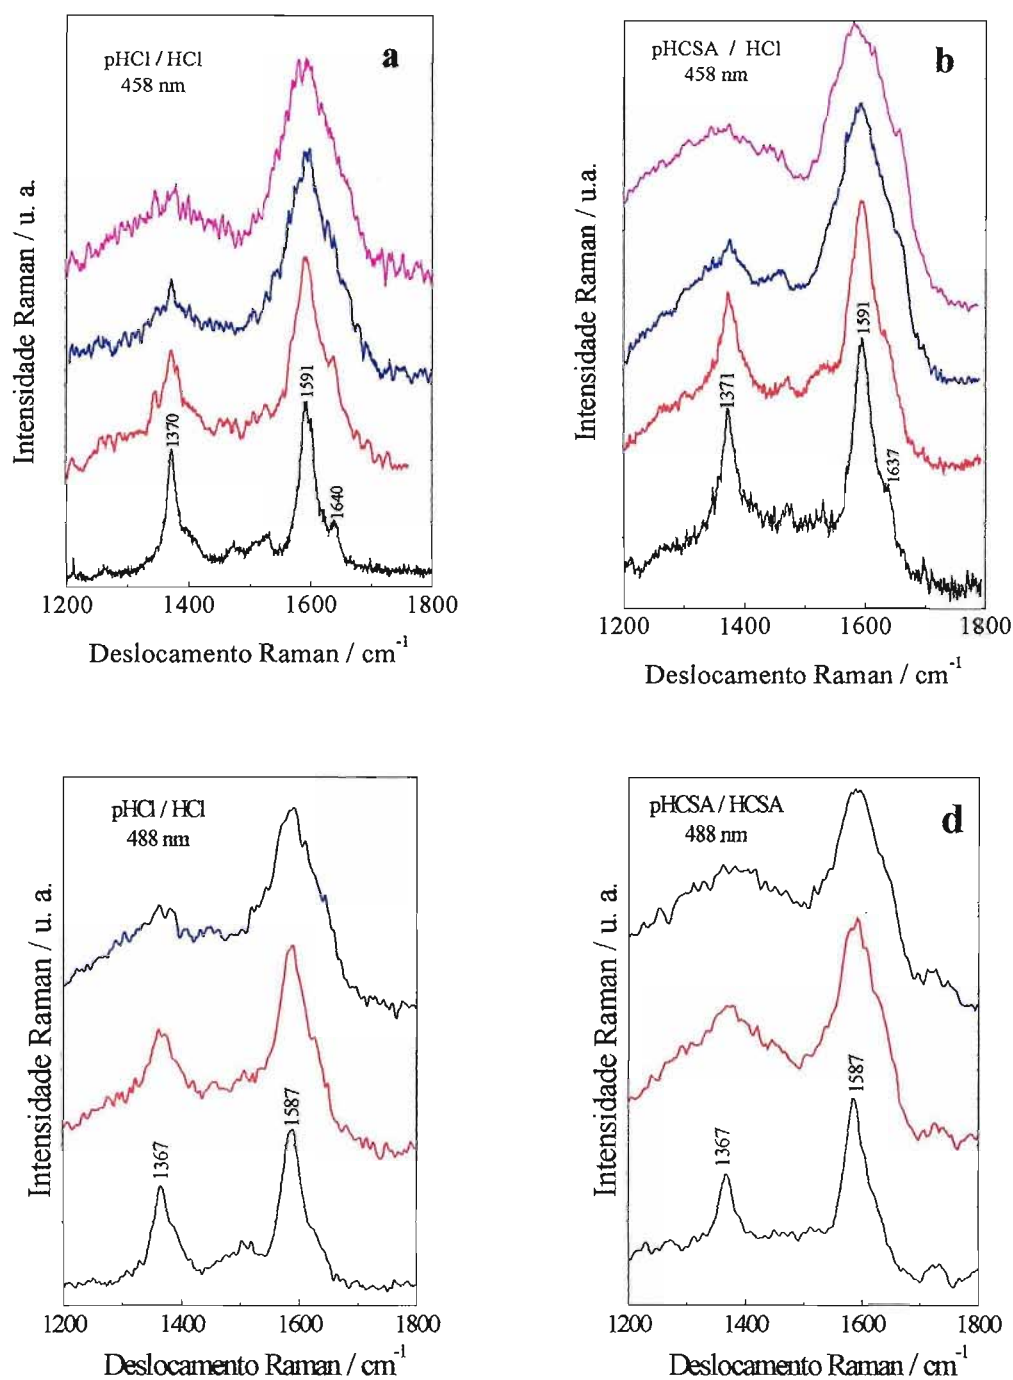 pHCl / HCl
458 nm
a
Intensidade Raman / u. a.
1370
1591
1640
1200 1400 1600 1800
Deslocamento Raman / cm⁻¹
pHCSA / HCl
458 nm
b
Intensidade Raman / u.a.
1371
1591
1637
1200 1400 1600 1800
Deslocamento Raman / cm⁻¹
pHCl / HCl
488 nm
Intensidade Raman / u. a.
1367
1587
1200 1400 1600 1800
Deslocamento Raman / cm⁻¹
pHCSA / HCSA
488 nm
d
Intensidade Raman / u. a.
1367
1587
1200 1400 1600 1800
Deslocamento Raman / cm⁻¹